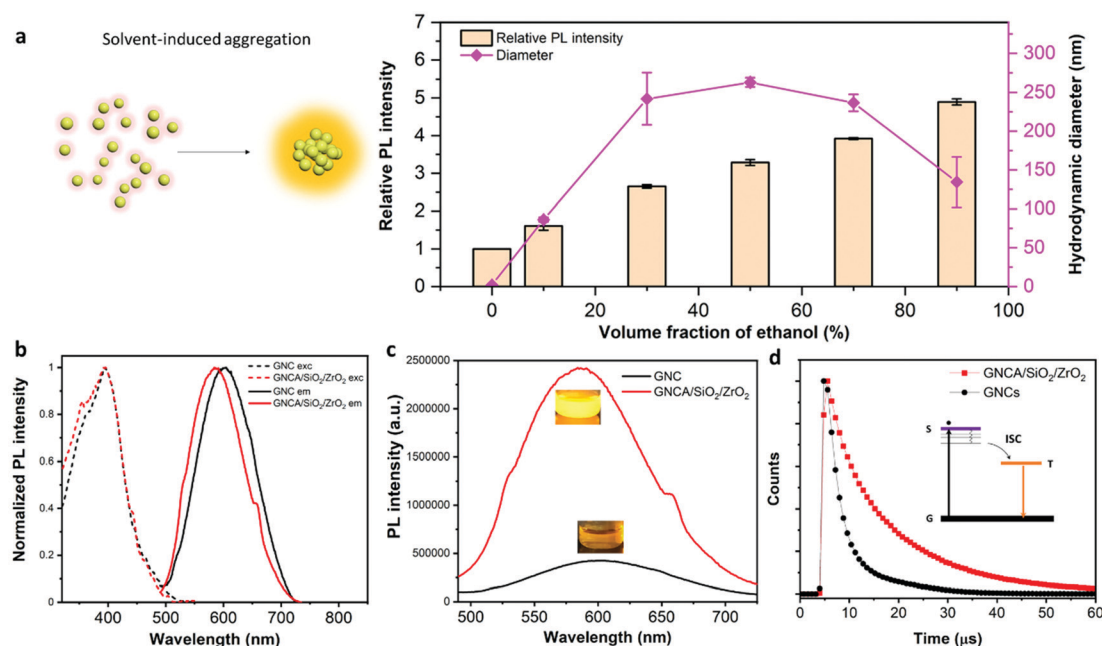 a
Solvent-induced aggregation
Relative PL intensity
7
6
5
4
3
2
1
0
Relative PL intensity
Diameter
300
250
200
150
100
50
0
Hydrodynamic diameter (nm)
0 20 40 60 80 100
Volume fraction of ethanol (%)
b
Normalized PL intensity
1
0.8
0.6
0.4
0.2
0
GNC exc
GNCA/SiO₂/ZrO₂ exc
GNC em
GNCA/SiO₂/ZrO₂ em
400 500 600 700 800
Wavelength (nm)
c
PL intensity (a.u.)
2500000
2000000
1500000
1000000
500000
0
GNC
GNCA/SiO₂/ZrO₂
500 550 600 650 700
Wavelength (nm)
d
Counts
GNCA/SiO₂/ZrO₂
GNCs
S
ISC
T
G
0 10 20 30 40 50 60
Time (µs)